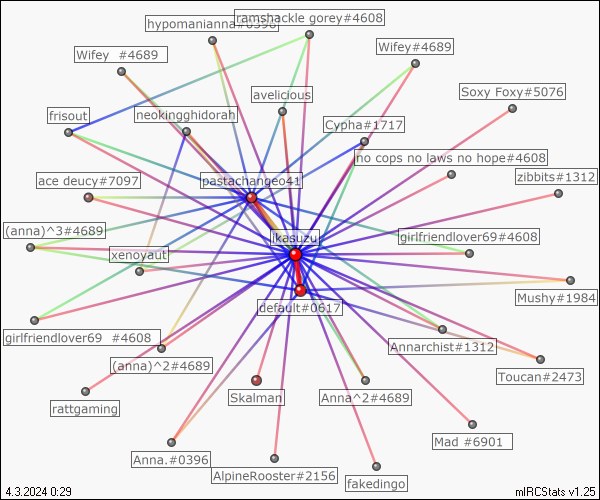 hypomanianna#0396
ramshackle gorey#4608
Wifey  #4689
Wifey#4689
avelicious
Soxy Foxy#5076
frisout
neokingghidorah
Cypha#1717
no cops no laws no hope#4608
ace deucy#7097
pastachangeo41
zibbits#1312
(anna)^3#4689
ikasuzu
girlfriendlover69#4608
xenoyaut
default#0617
Mushy#1984
girlfriendlover69  #4608
Annarchist#1312
(anna)^2#4689
Toucan#2473
rattgaming
Skalman
Anna^2#4689
Mad  #6901
Anna.#0396
AlpineRooster#2156
fakedingo
4.3.2024 0:29
mIRCStats v1.25